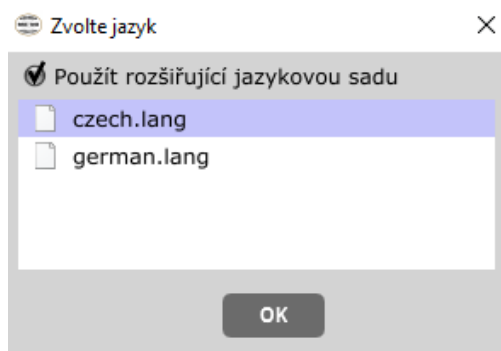 Zvolte jazyk
Použít rozšiřující jazykovou sadu
czech.lang
german.lang
OK